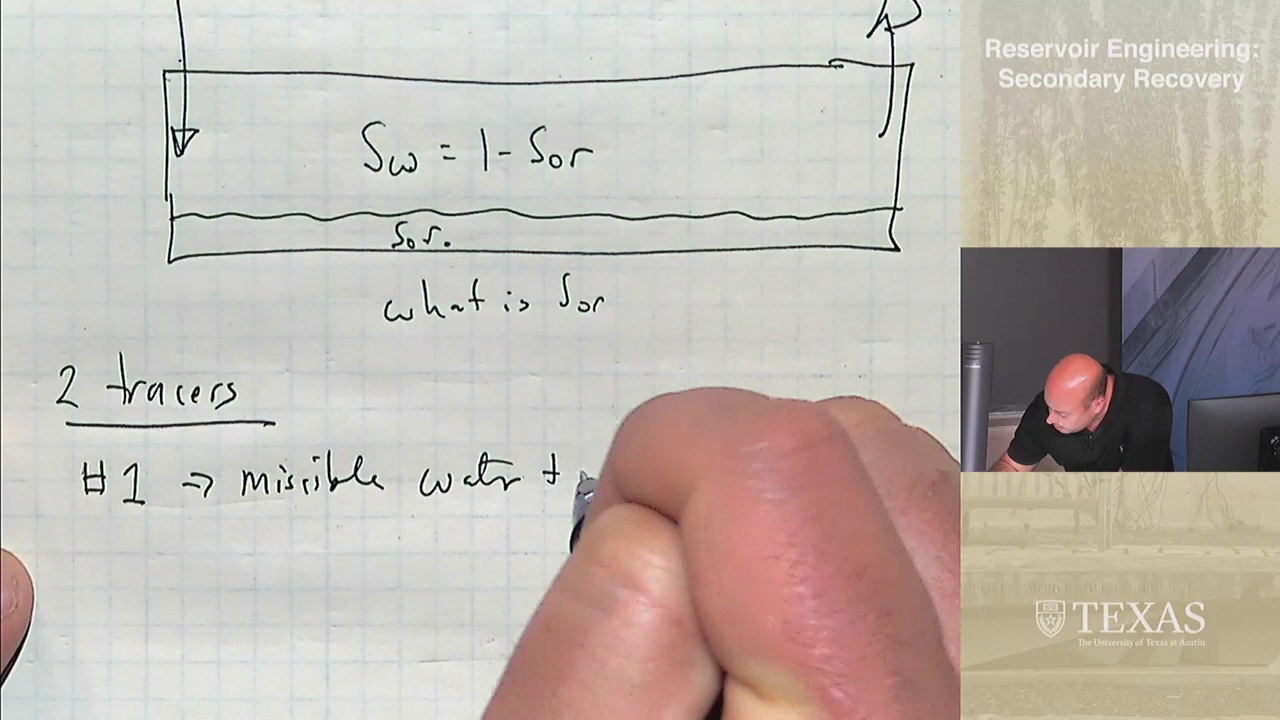 Sw = 1 - Sor
Sor.
what is Sor
2 tracers
#1 → miscible water +
Reservoir Engineering:
Secondary Recovery
TEXAS
The University of Texas at Austin